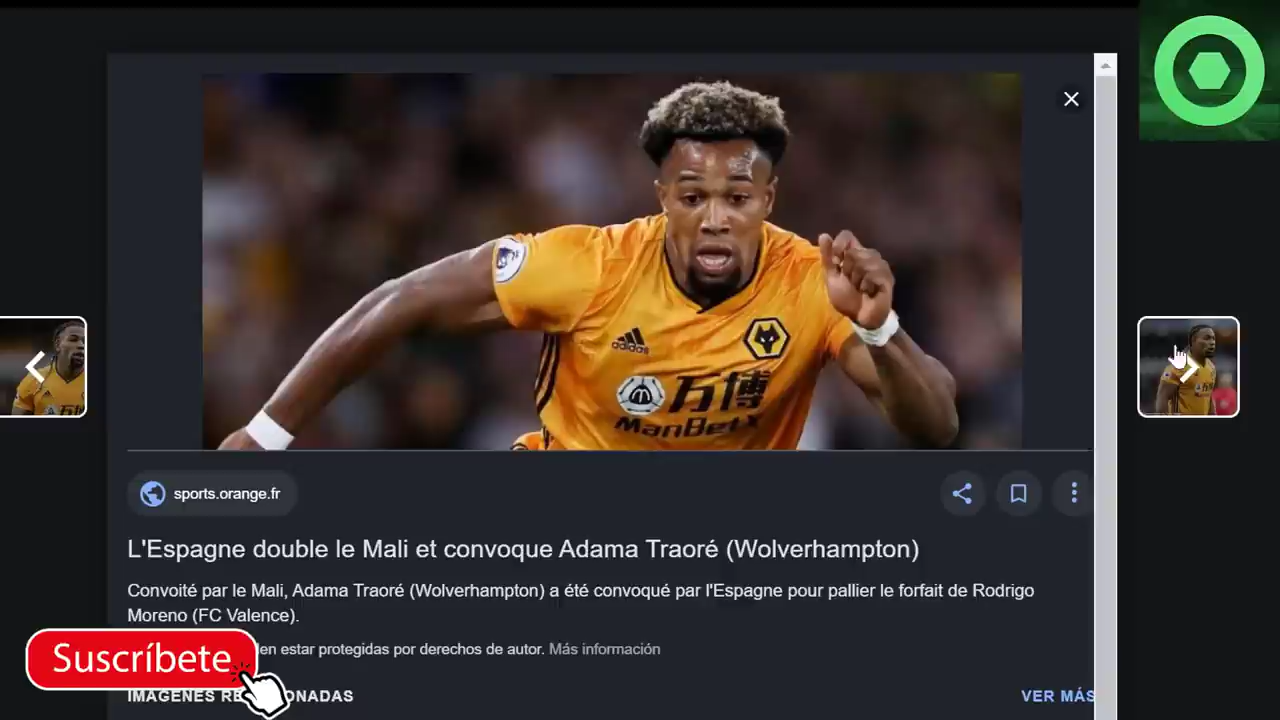 adidas
万博
ManBetX
sports.orange.fr
L'Espagne double le Mali et convoque Adama Traoré (Wolverhampton)
Convoité par le Mali, Adama Traoré (Wolverhampton) a été convoqué par l'Espagne pour pallier le forfait de Rodrigo
Moreno (FC Valence).
en estar protegidas por derechos de autor. Más información
Suscríbete
IMÁGENES RE ONADAS
VER MÁS